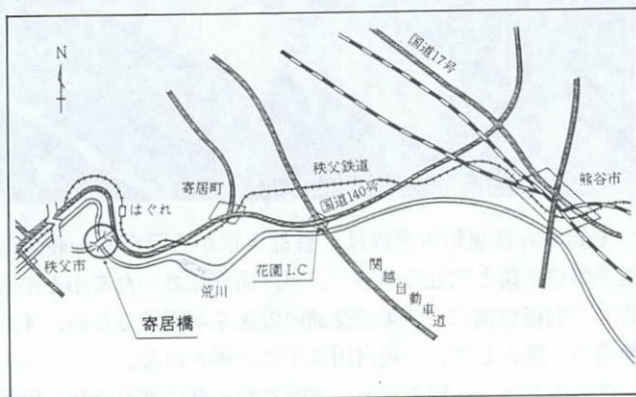 N
国道17号
寄居町
秩父鉄道
熊谷市
国道140号
はぐれ
秩父市
花園I.C.
荒川
関越自動車道
寄居橋